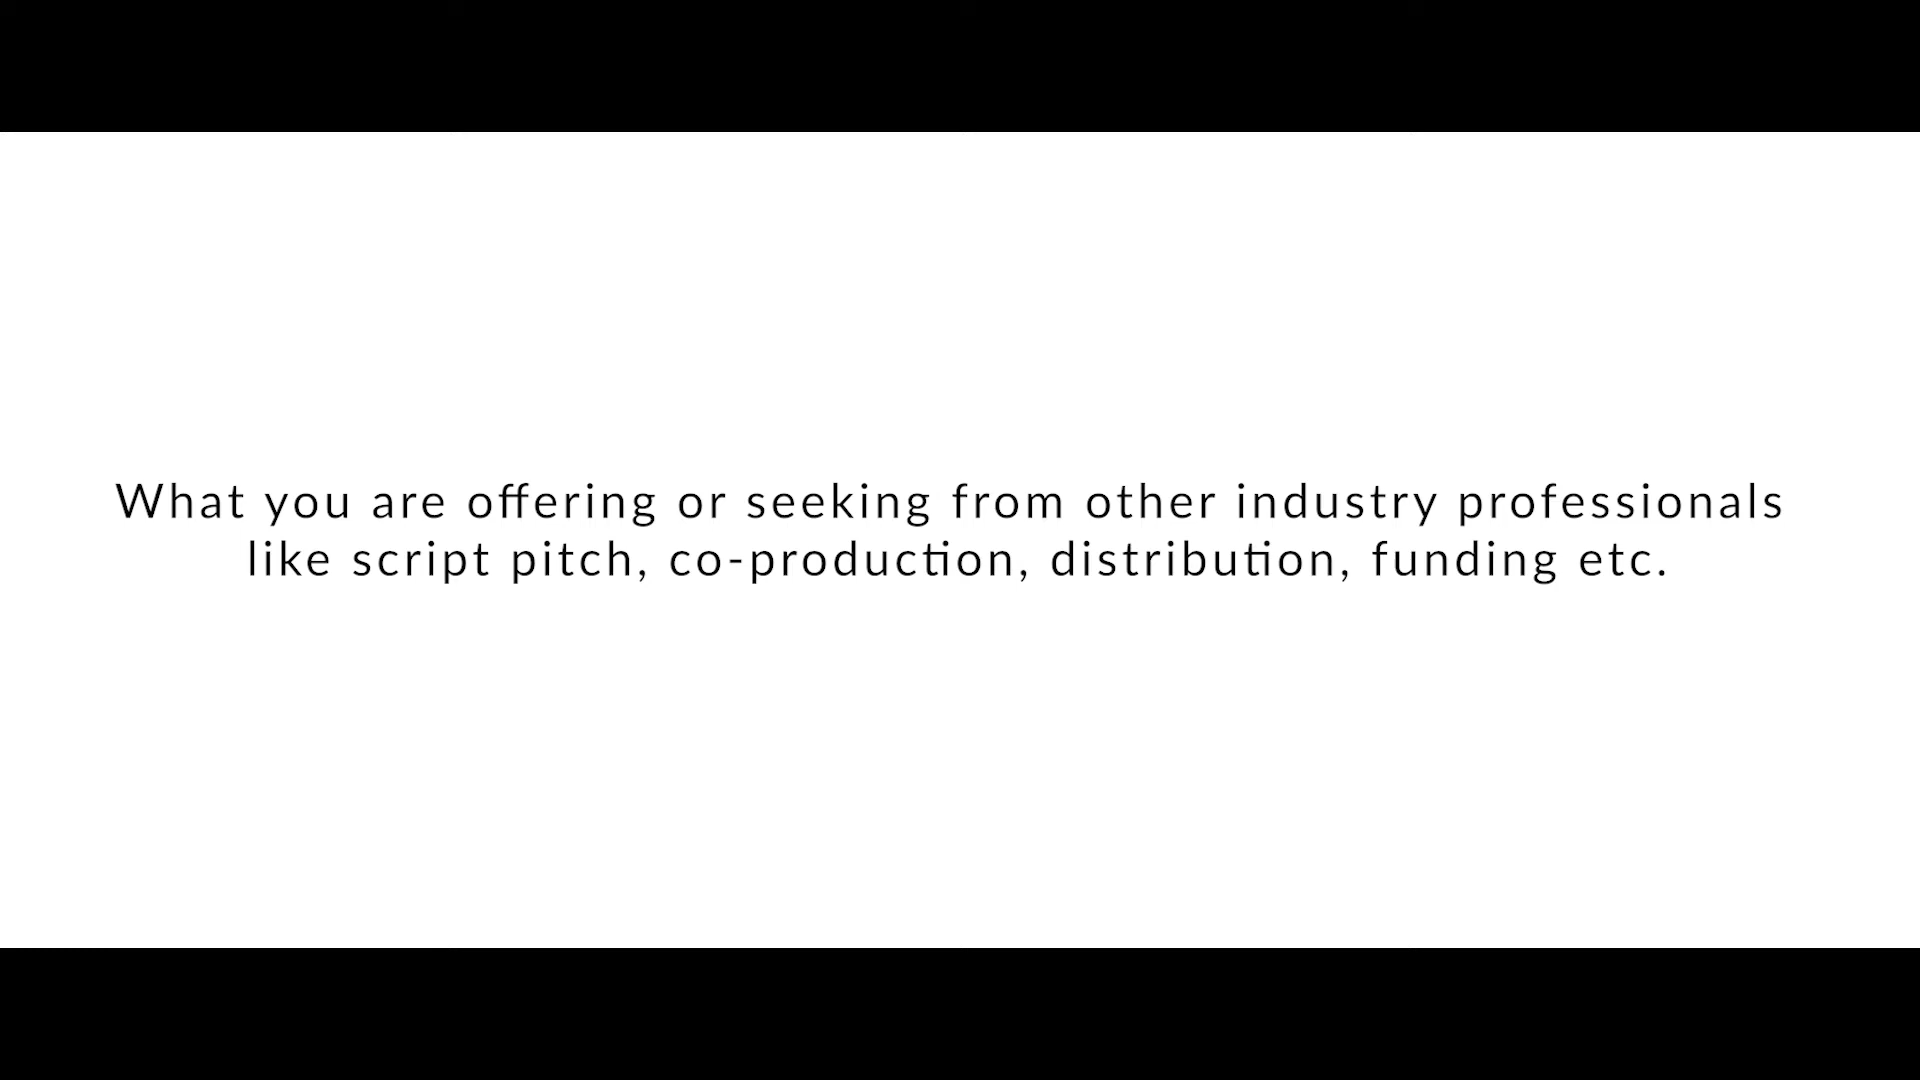 What you are offering or seeking from other industry professionals
like script pitch, co-production, distribution, funding etc.